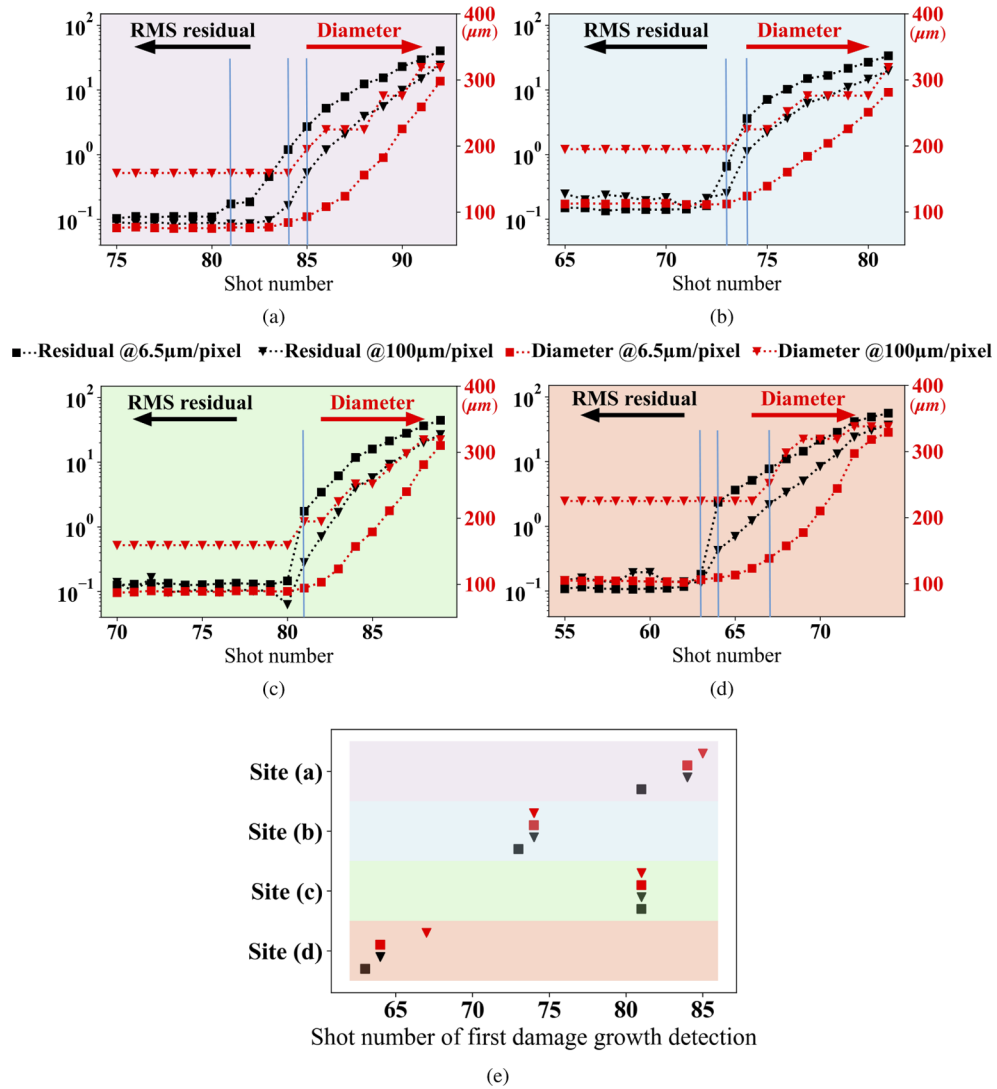 RMS residual Diameter
10² 10¹ 10⁰ 10⁻¹
400 (μm) 300 200 100
75 80 85 90
Shot number
(a)
RMS residual Diameter
10² 10¹ 10⁰ 10⁻¹
400 (μm) 300 200 100
65 70 75 80
Shot number
(b)
Residual @6.5μm/pixel Residual @100μm/pixel Diameter @6.5μm/pixel Diameter @100μm/pixel
RMS residual Diameter
10² 10¹ 10⁰ 10⁻¹
400 (μm) 300 200 100
70 75 80 85
Shot number
(c)
RMS residual Diameter
10² 10¹ 10⁰ 10⁻¹
400 (μm) 300 200 100
55 60 65 70
Shot number
(d)
Site (a)
Site (b)
Site (c)
Site (d)
65 70 75 80 85
Shot number of first damage growth detection
(e)